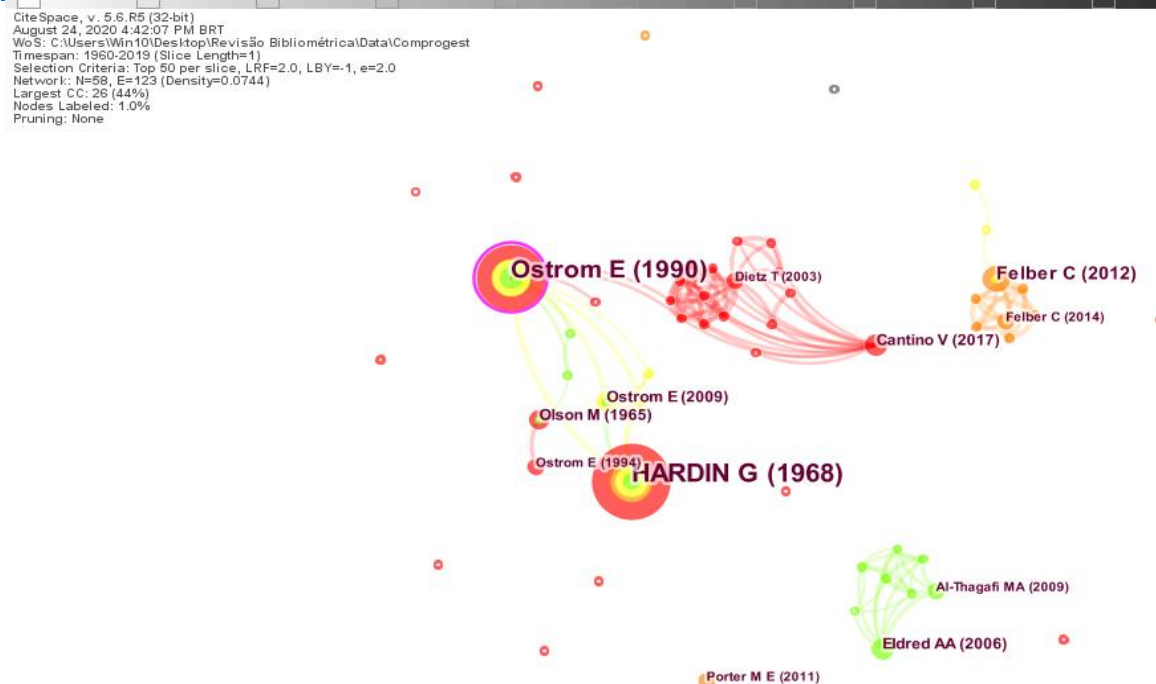 CiteSpace, v. 5.6.R5 (32-bit)
August 24, 2020 4:42:07 PM BRT
WoS: C:\Users\Win10\Desktop\Revisão Bibliométrica\Data\Comprogest
Timespan: 1960-2019 (Slice Length=1)
Selection Criteria: Top 50 per slice, LRF=2.0, LBY=-1, e=2.0
Network: N=58, E=123 (Density=0.0744)
Largest CC: 26 (44%)
Nodes Labeled: 1.0%
Pruning: None
Ostrom E (1990)
Dietz T (2003)
Felber C (2012)
Felber C (2014)
Cantino V (2017)
Ostrom E (2009)
Olson M (1965)
Ostrom E (1994)
HARDIN G (1968)
Al-Thagafi MA (2009)
Eldred AA (2006)
Porter M E (2011)